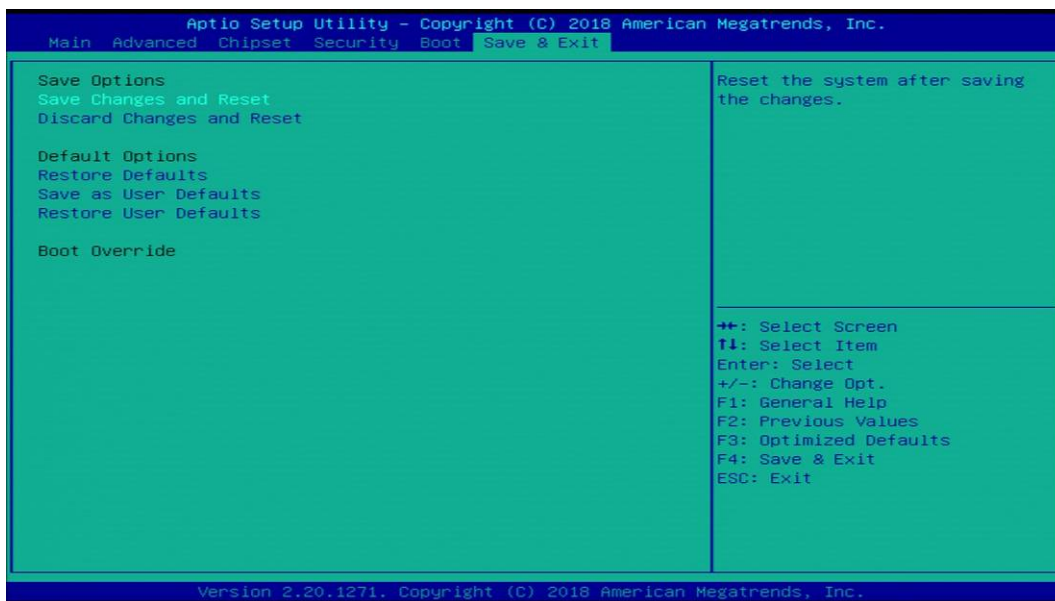 Aptio Setup Utility – Copyright (C) 2018 American Megatrends, Inc.
Main Advanced Chipset Security Boot Save & Exit
Save Options
Save Changes and Reset
Discard Changes and Reset
Default Options
Restore Defaults
Save as User Defaults
Restore User Defaults
Boot Override
Reset the system after saving
the changes.
→←: Select Screen
↑↓: Select Item
Enter: Select
+/-: Change Opt.
F1: General Help
F2: Previous Values
F3: Optimized Defaults
F4: Save & Exit
ESC: Exit
Version 2.20.1271. Copyright (C) 2018 American Megatrends, Inc.